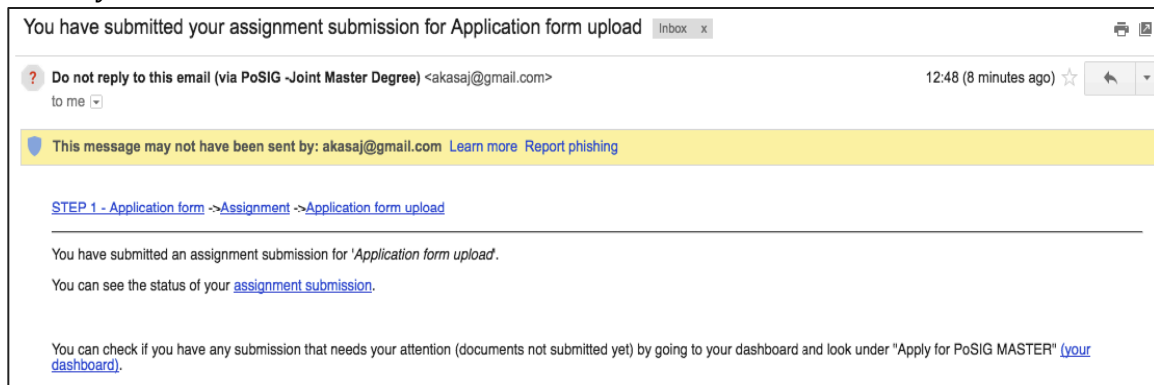 You have submitted your assignment submission for Application form upload Inbox x
Do not reply to this email (via PoSIG -Joint Master Degree) <akasaj@gmail.com> 12:48 (8 minutes ago)
to me
This message may not have been sent by: akasaj@gmail.com Learn more Report phishing
STEP 1 - Application form ->Assignment ->Application form upload
You have submitted an assignment submission for 'Application form upload'.
You can see the status of your assignment submission.
You can check if you have any submission that needs your attention (documents not submitted yet) by going to your dashboard and look under "Apply for PoSIG MASTER" (your
dashboard).